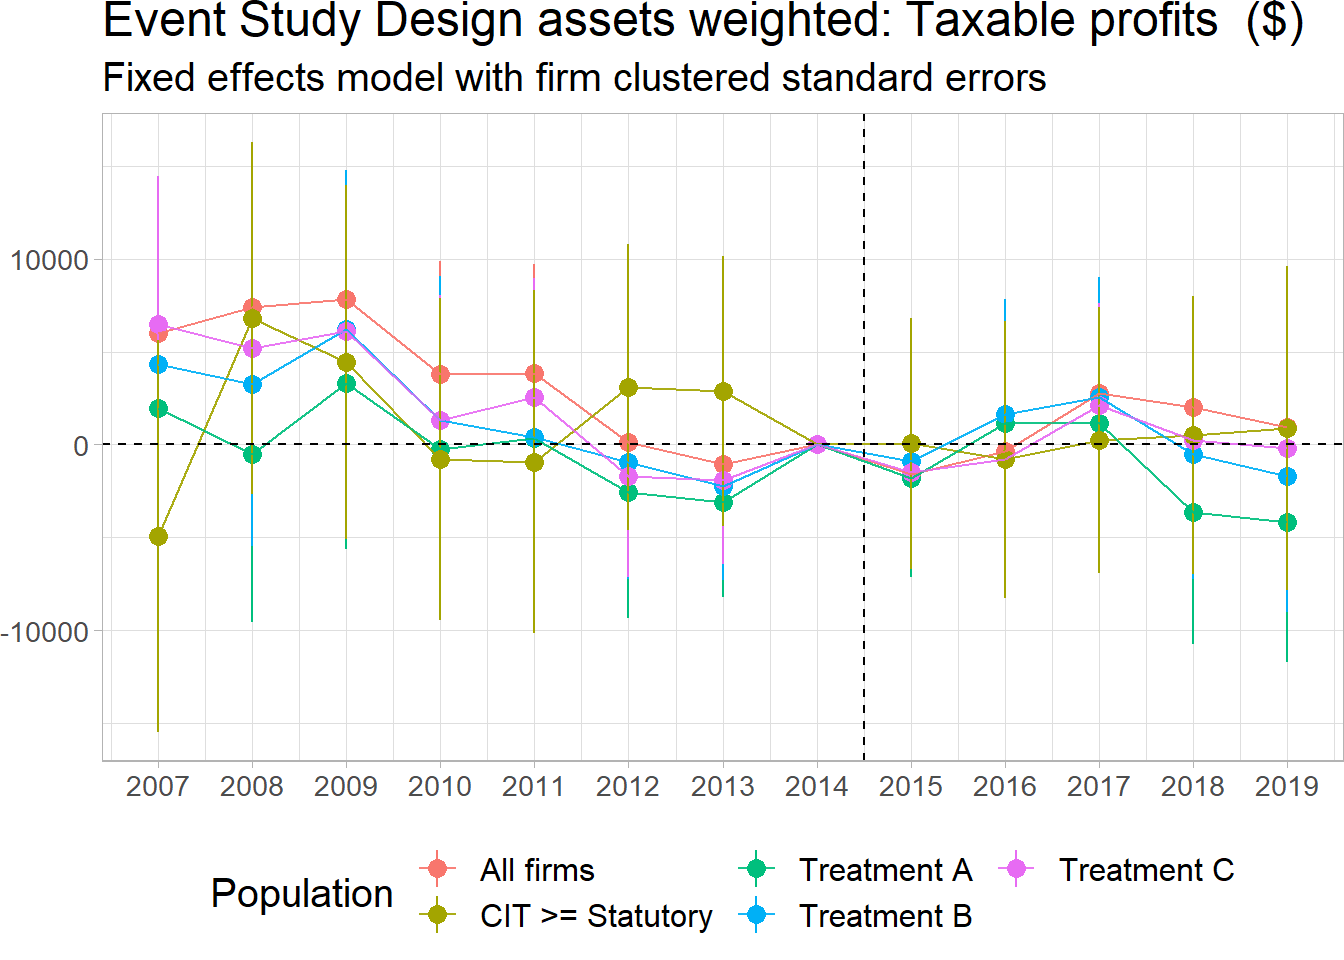 Event Study Design assets weighted: Taxable profits ($)
Fixed effects model with firm clustered standard errors
10000
0
-10000
2007 2008 2009 2010 2011 2012 2013 2014 2015 2016 2017 2018 2019
Population
All firms
CIT >= Statutory
Treatment A
Treatment B
Treatment C